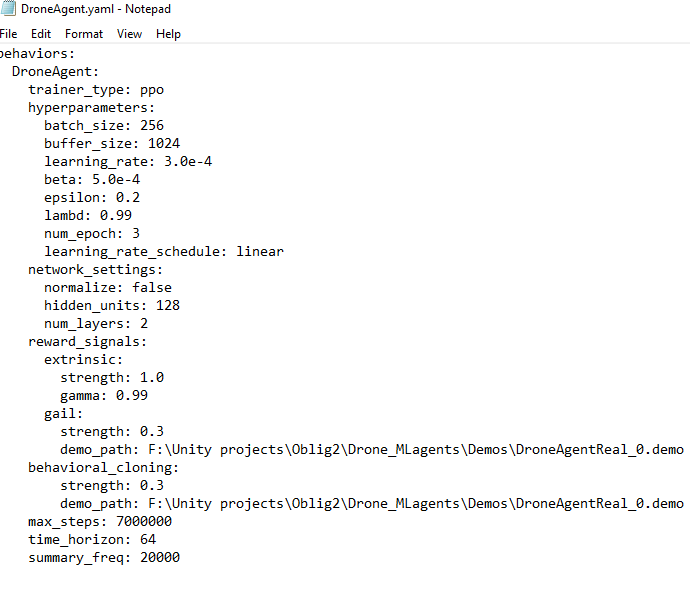 DroneAgent.yaml - Notepad
File Edit Format View Help
behaviors:
  DroneAgent:
    trainer_type: ppo
    hyperparameters:
      batch_size: 256
      buffer_size: 1024
      learning_rate: 3.0e-4
      beta: 5.0e-4
      epsilon: 0.2
      lambd: 0.99
      num_epoch: 3
      learning_rate_schedule: linear
    network_settings:
      normalize: false
      hidden_units: 128
      num_layers: 2
    reward_signals:
      extrinsic:
        strength: 1.0
        gamma: 0.99
      gail:
        strength: 0.3
        demo_path: F:\Unity projects\Oblig2\Drone_MLagents\Demos\DroneAgentReal_0.demo
    behavioral_cloning:
        strength: 0.3
        demo_path: F:\Unity projects\Oblig2\Drone_MLagents\Demos\DroneAgentReal_0.demo
    max_steps: 7000000
    time_horizon: 64
    summary_freq: 20000